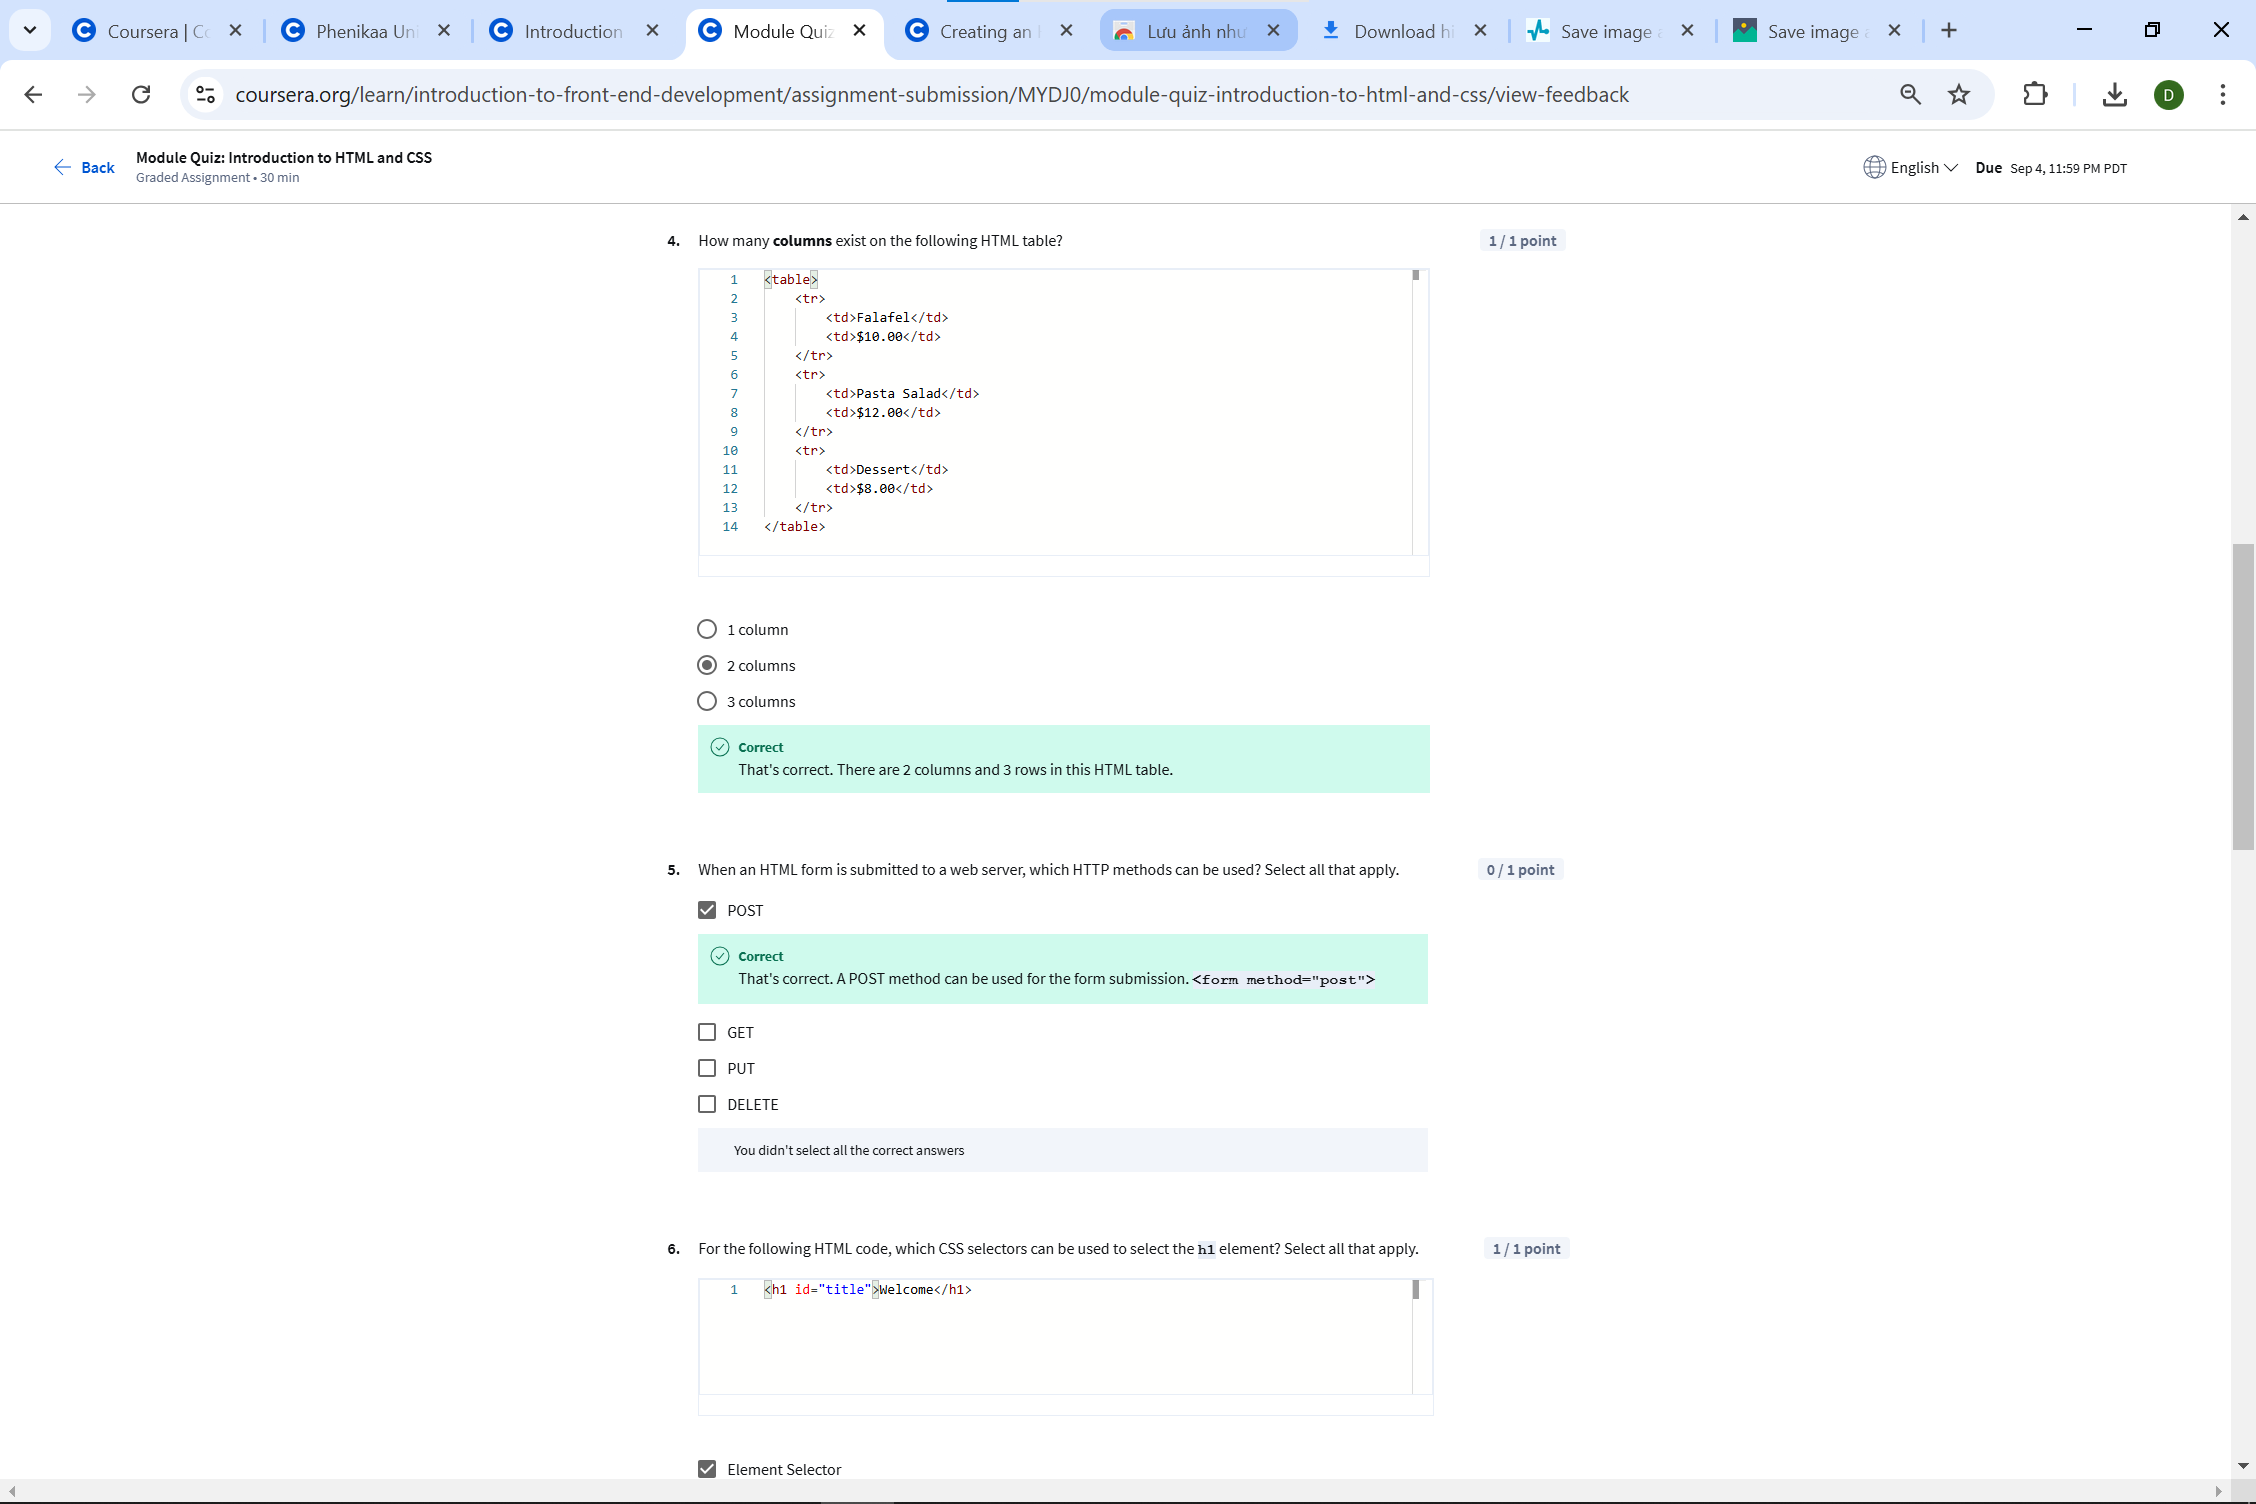 Coursera | Co
Phenikaa Uni
Introduction
Module Quiz
Creating an
Lưu ảnh như
Download hi
Save image a
Save image a
coursera.org/learn/introduction-to-front-end-development/assignment-submission/MYDJ0/module-quiz-introduction-to-html-and-css/view-feedback
D
Back
Module Quiz: Introduction to HTML and CSS
Graded Assignment • 30 min
English
Due Sep 4, 11:59 PM PDT
4. How many columns exist on the following HTML table?
1 / 1 point
1 <table>
2 <tr>
3 <td>Falafel</td>
4 <td>$10.00</td>
5 </tr>
6 <tr>
7 <td>Pasta Salad</td>
8 <td>$12.00</td>
9 </tr>
10 <tr>
11 <td>Dessert</td>
12 <td>$8.00</td>
13 </tr>
14 </table>
1 column
2 columns
3 columns
Correct
That's correct. There are 2 columns and 3 rows in this HTML table.
5. When an HTML form is submitted to a web server, which HTTP methods can be used? Select all that apply.
0 / 1 point
POST
Correct
That's correct. A POST method can be used for the form submission. <form method="post">
GET
PUT
DELETE
You didn't select all the correct answers
6. For the following HTML code, which CSS selectors can be used to select the h1 element? Select all that apply.
1 / 1 point
1 <h1 id="title">Welcome</h1>
Element Selector